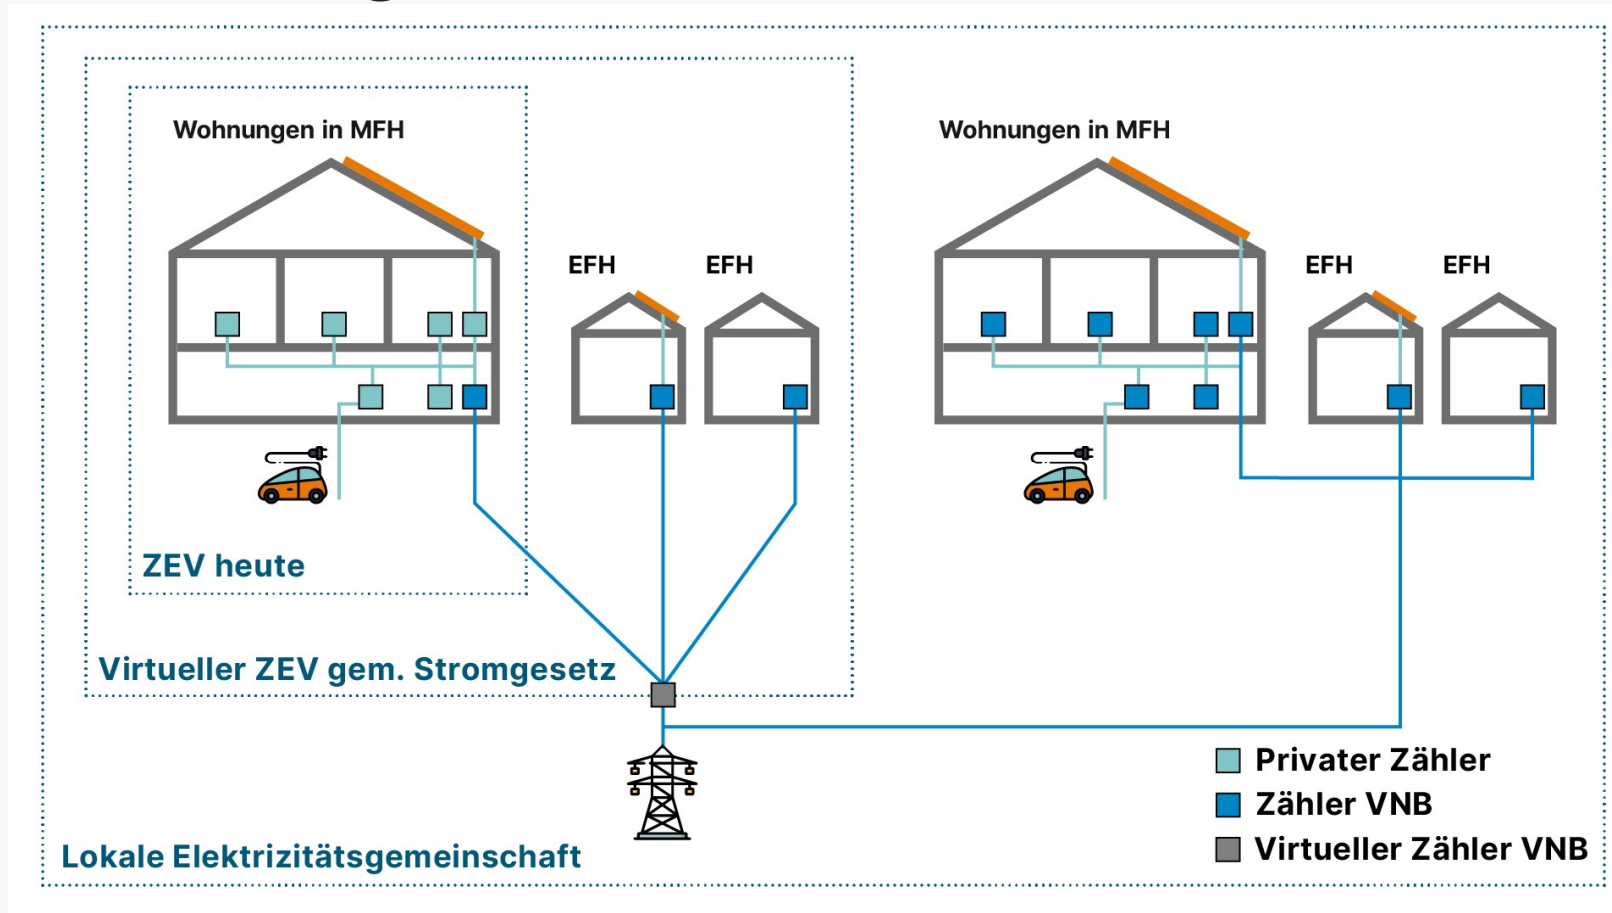 Wohnungen in MFH
Wohnungen in MFH
EFH
EFH
EFH
EFH
ZEV heute
Virtueller ZEV gem. Stromgesetz
Privater Zähler
Zähler VNB
Virtueller Zähler VNB
Lokale Elektrizitätsgemeinschaft